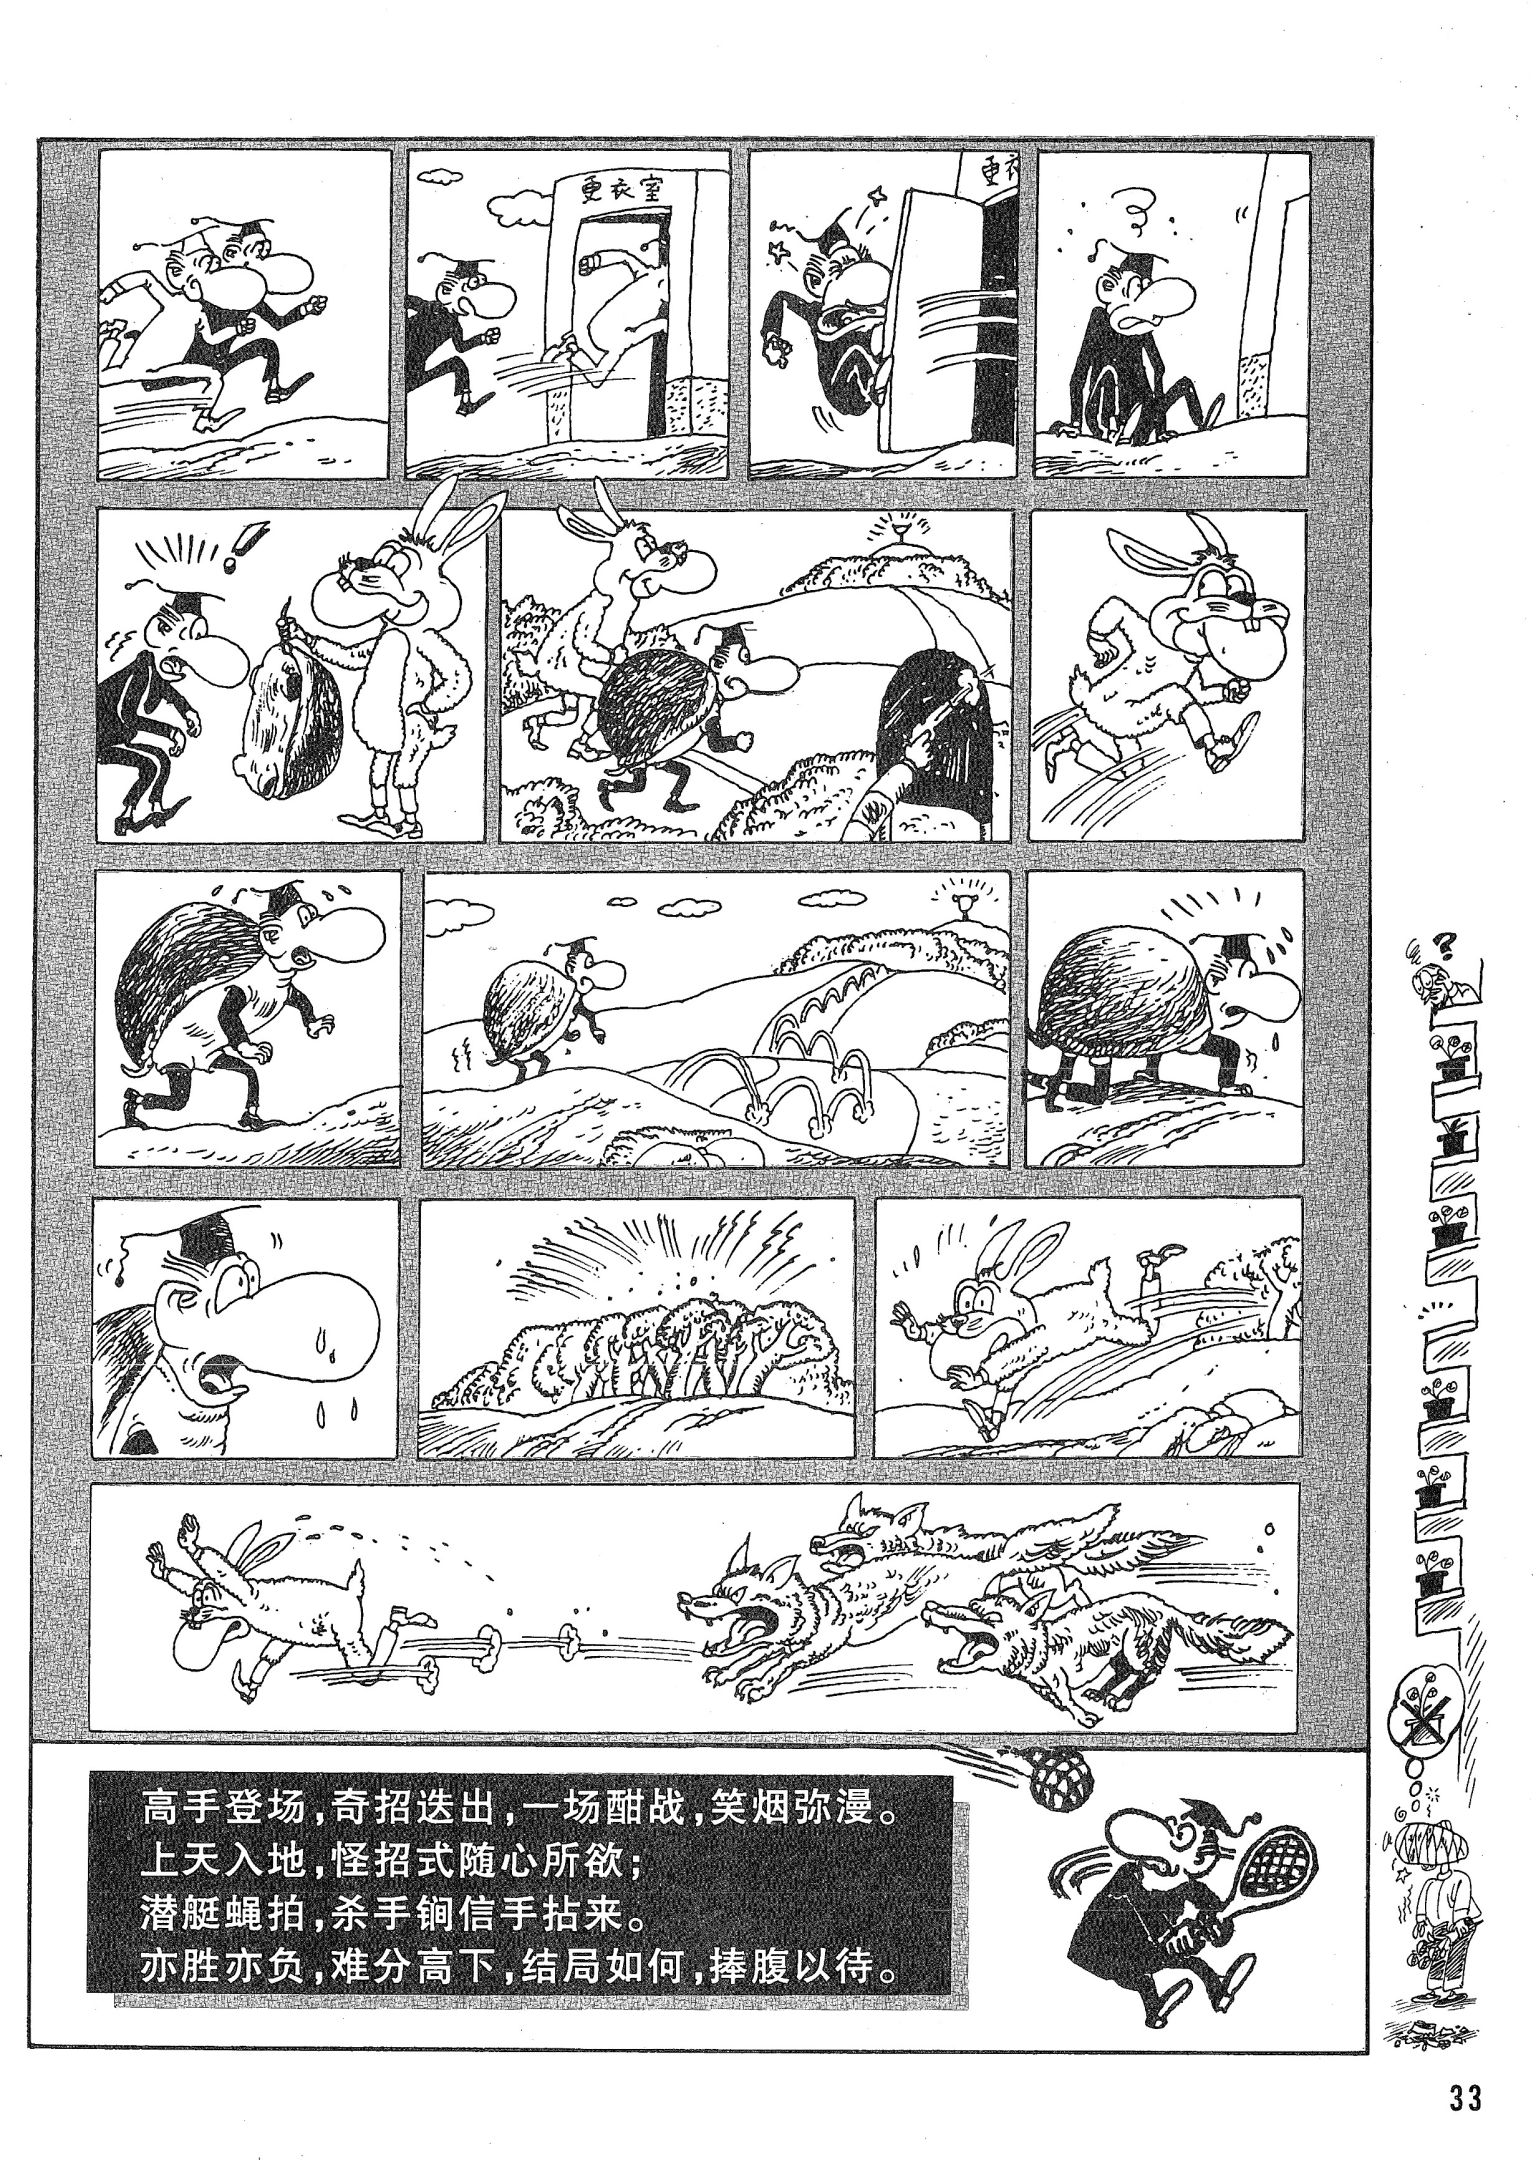 更衣室
更衣
!
?
高手登场,奇招迭出,一场酣战,笑烟弥漫。
上天入地,怪招式随心所欲;
潜艇蝇拍,杀手锏信手拈来。
亦胜亦负,难分高下,结局如何,捧腹以待。
33